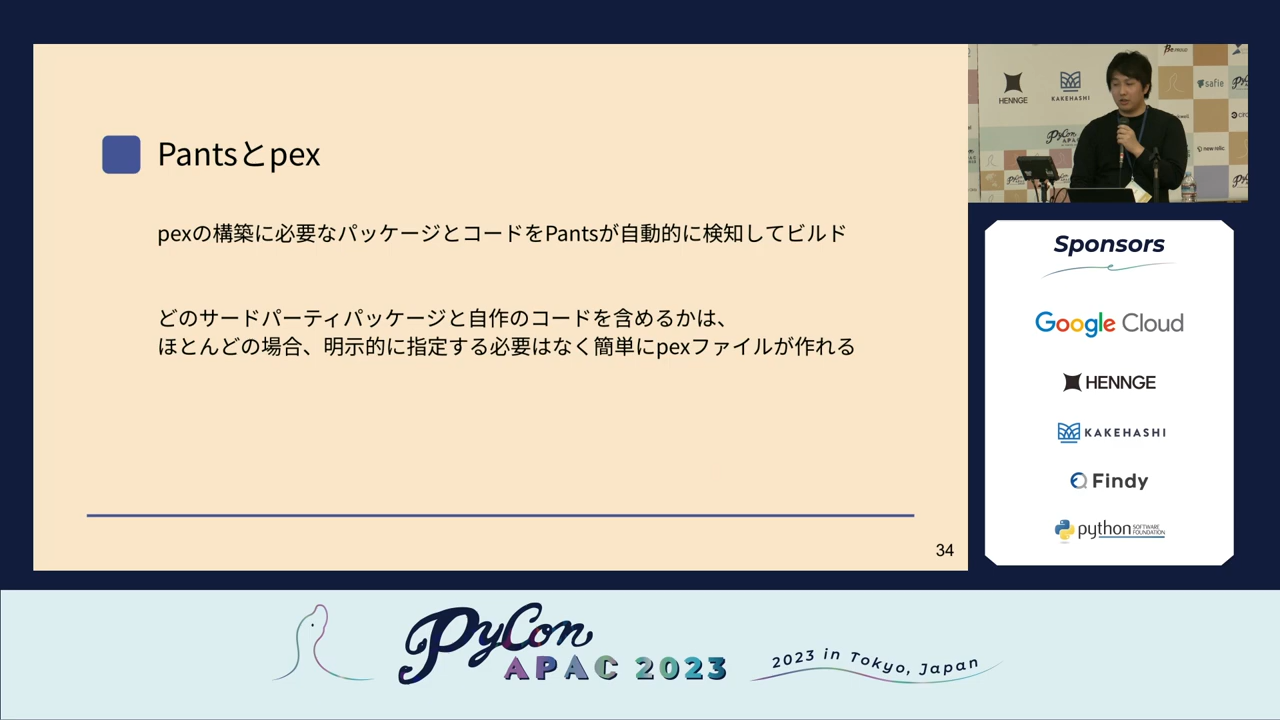 Pantsとpex
pexの構築に必要なパッケージとコードをPantsが自動的に検知してビルド
どのサードパーティパッケージと自作のコードを含めるかは、
ほとんどの場合、明示的に指定する必要はなく簡単にpexファイルが作れる
34
HENNGE
KAKEHASHI
safie
PyCon
APAC
new relic
Sponsors
Google Cloud
HENNGE
KAKEHASHI
Findy
python SOFTWARE FOUNDATION
PyCon
APAC 2023
2023 in Tokyo, Japan